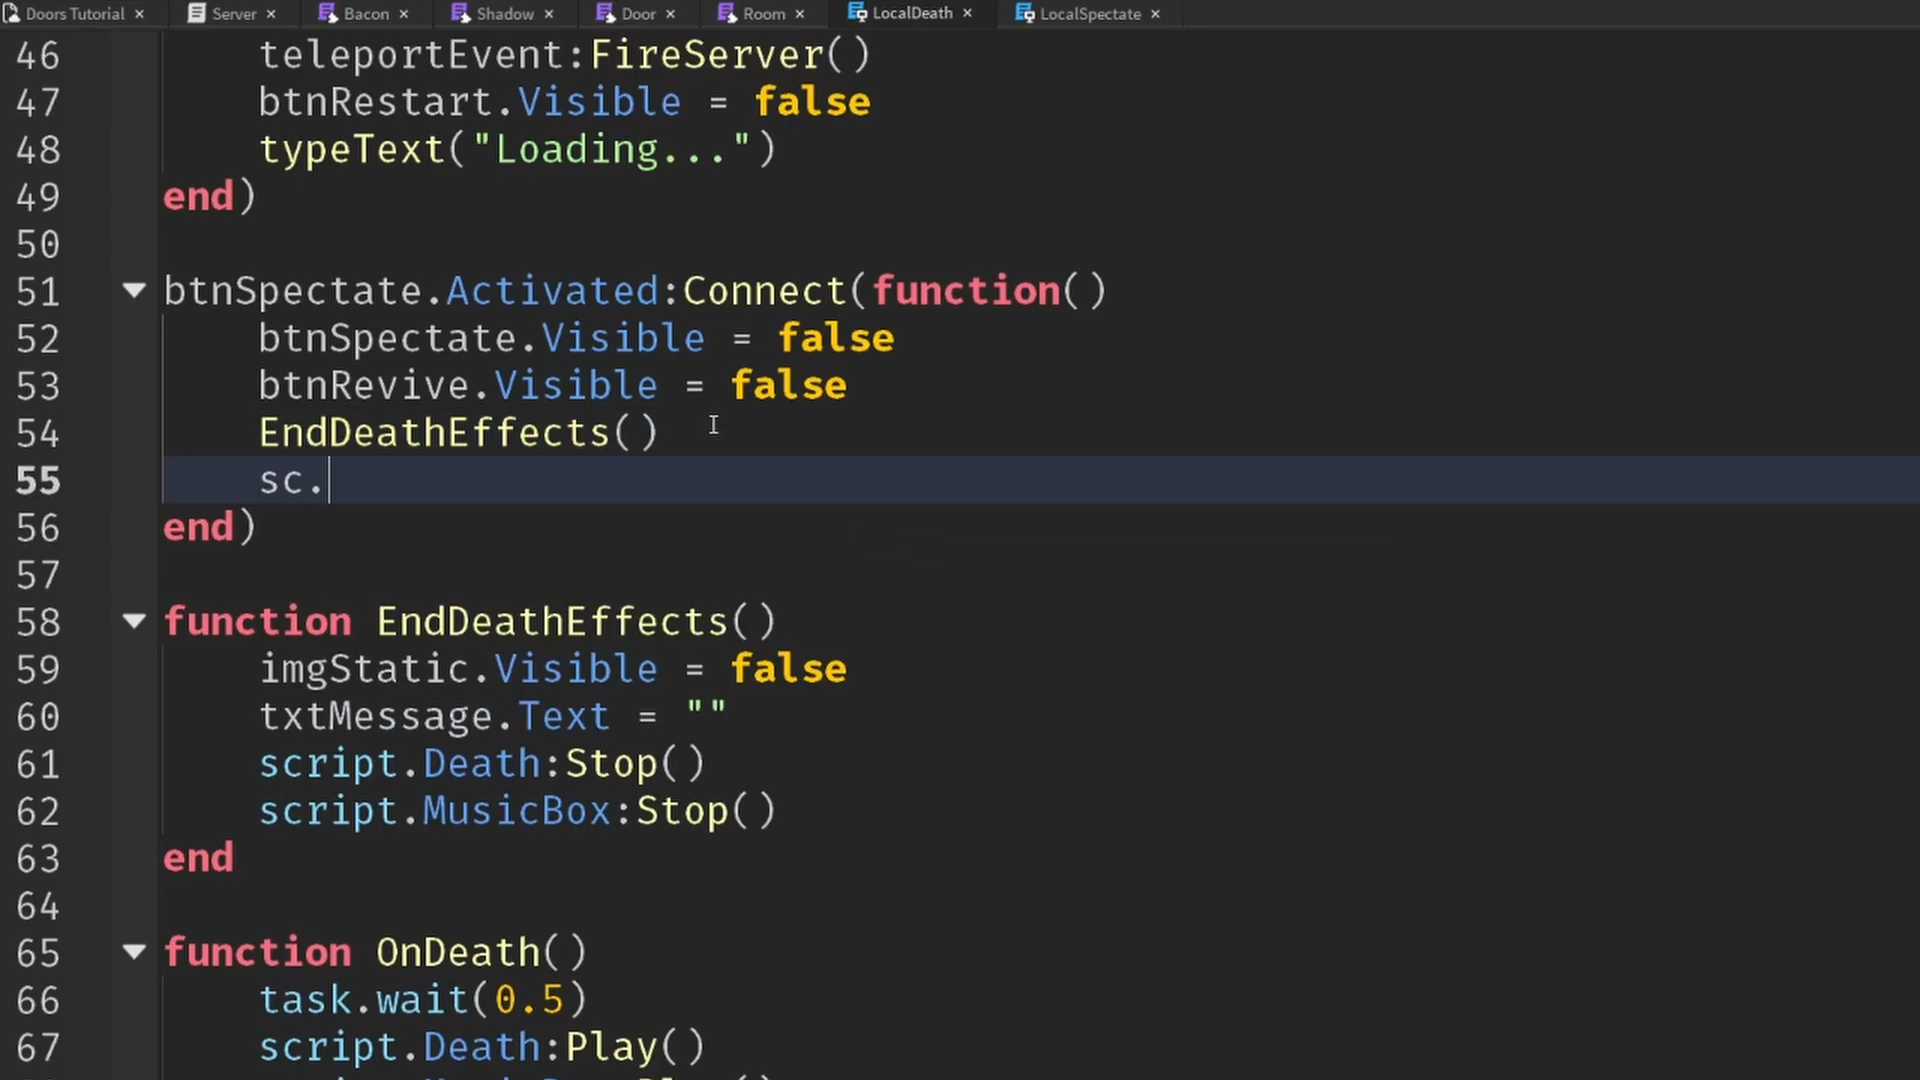 Doors Tutorial × Server × Bacon × Shadow × Door × Room × LocalDeath × LocalSpectate ×
46 teleportEvent:FireServer()
47 btnRestart.Visible = false
48 typeText("Loading...")
49 end)
50
51 btnSpectate.Activated:Connect(function()
52 btnSpectate.Visible = false
53 btnRevive.Visible = false
54 EndDeathEffects()
55 sc.
56 end)
57
58 function EndDeathEffects()
59 imgStatic.Visible = false
60 txtMessage.Text = ""
61 script.Death:Stop()
62 script.MusicBox:Stop()
63 end
64
65 function OnDeath()
66 task.wait(0.5)
67 script.Death:Play()